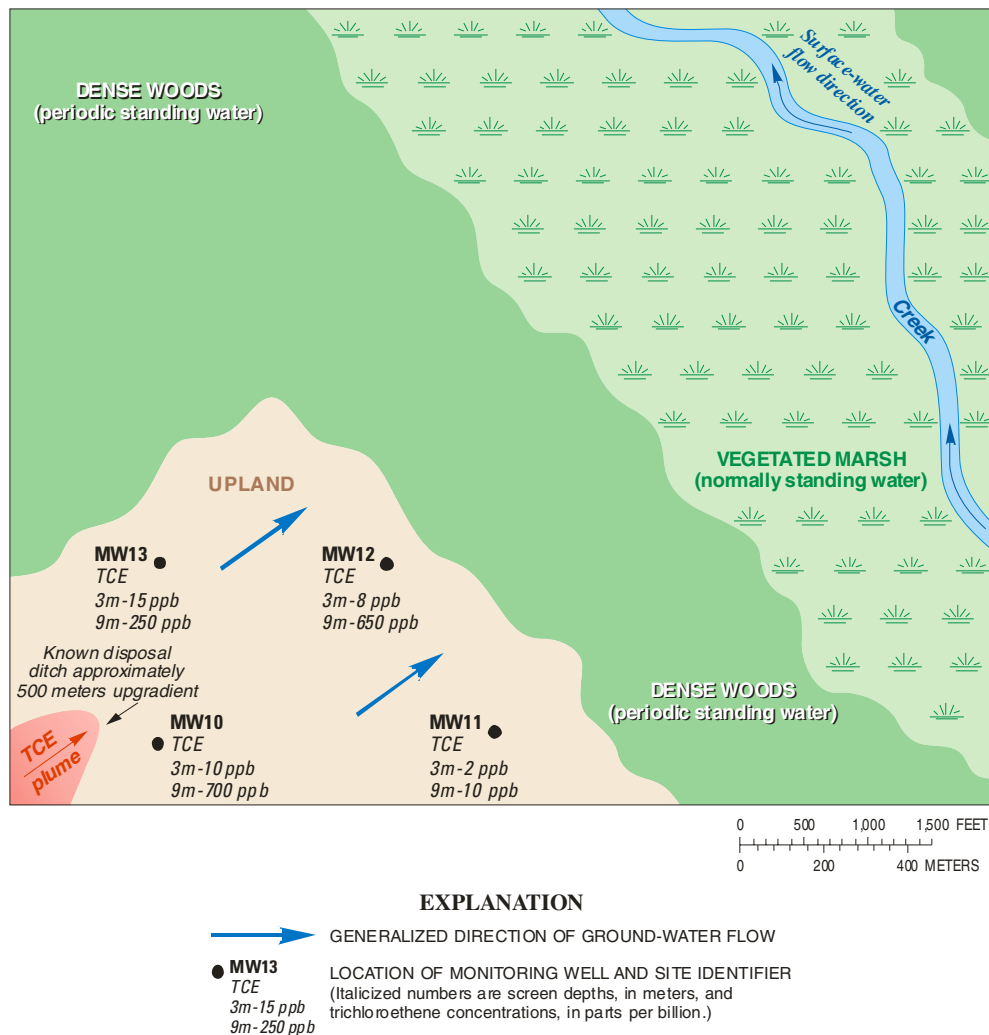 DENSE WOODS
(periodic standing water)
Surface-water
flow direction
Creek
VEGETATED MARSH
(normally standing water)
UPLAND
MW13
TCE
3m-15 ppb
9m-250 ppb
MW12
TCE
3m-8 ppb
9m-650 ppb
Known disposal
ditch approximately
500 meters upgradient
TCE
plume
MW10
TCE
3m-10 ppb
9m-700 ppb
MW11
TCE
3m-2 ppb
9m-10 ppb
DENSE WOODS
(periodic standing water)
0 500 1,000 1,500 FEET
0 200 400 METERS
EXPLANATION
GENERALIZED DIRECTION OF GROUND-WATER FLOW
MW13
TCE
3m-15 ppb
9m-250 ppb
LOCATION OF MONITORING WELL AND SITE IDENTIFIER
(Italicized numbers are screen depths, in meters, and
trichloroethene concentrations, in parts per billion.)